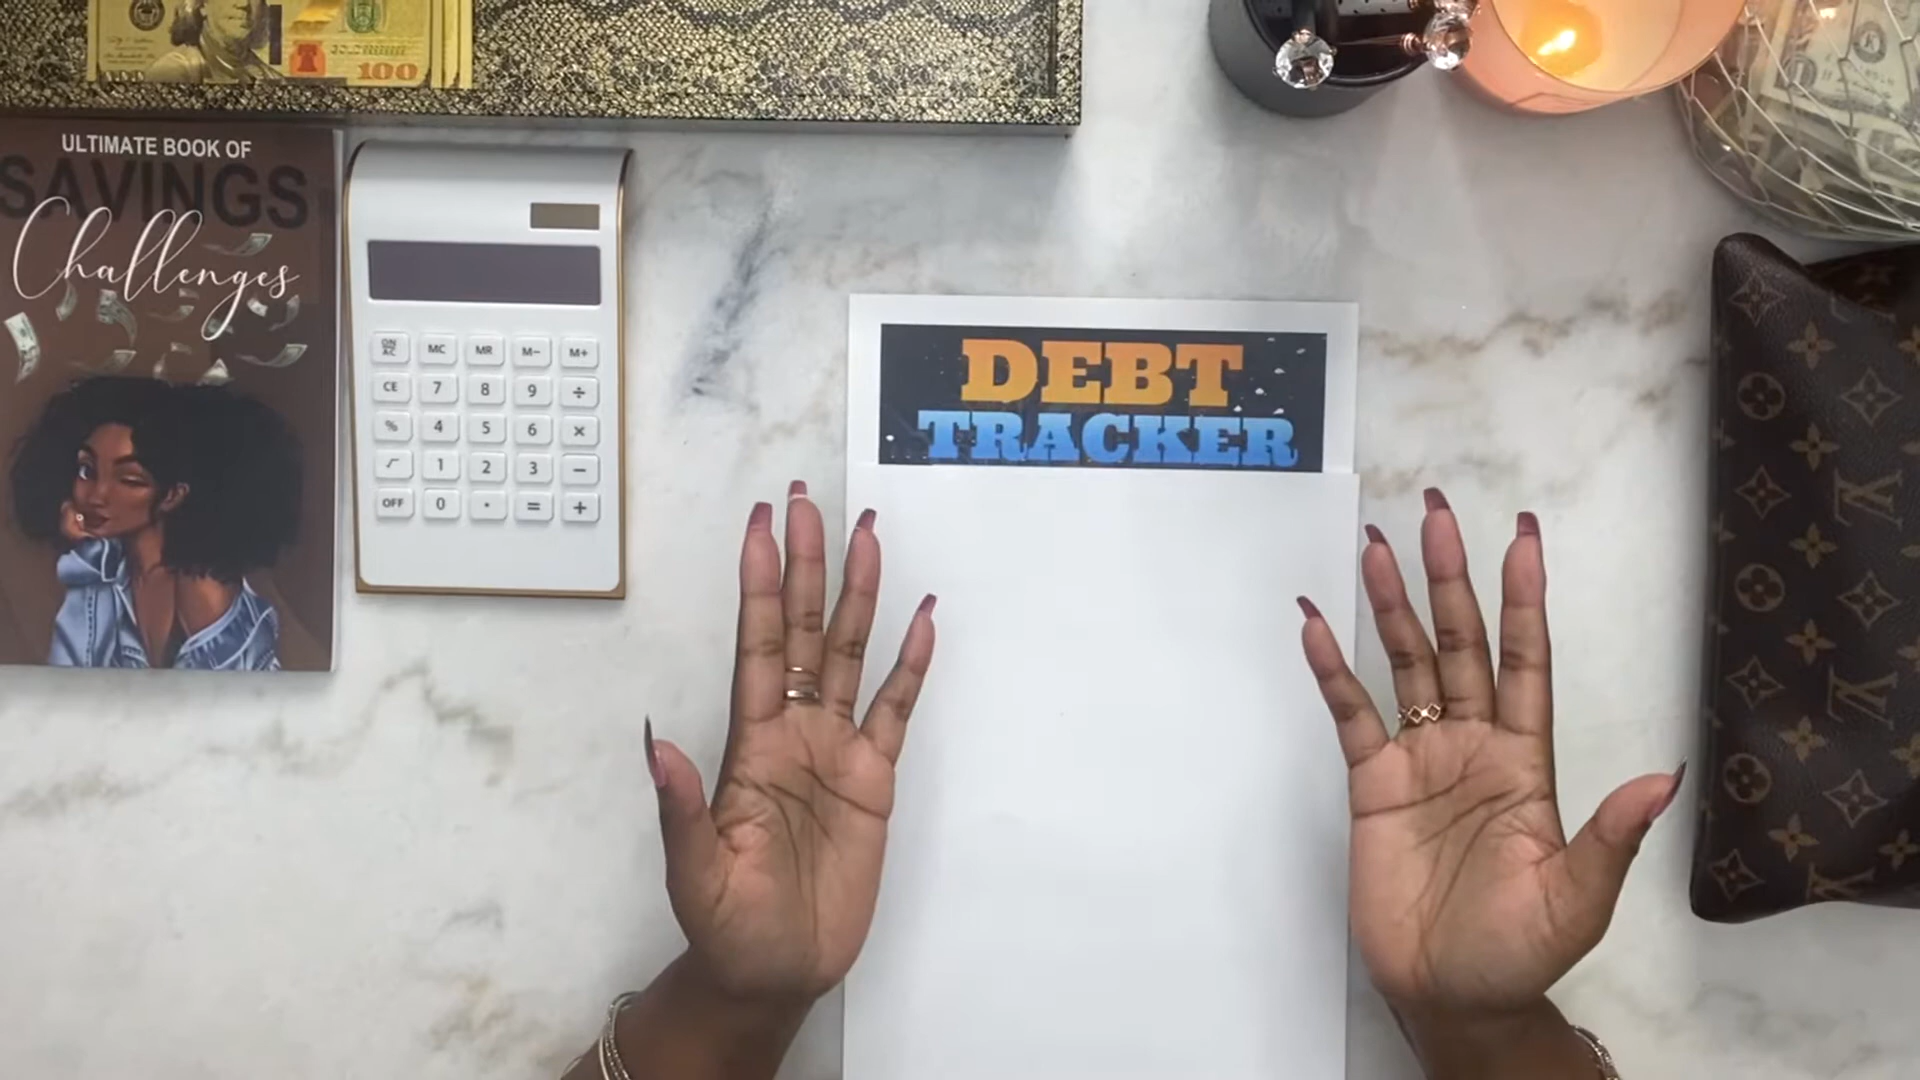 100
ULTIMATE BOOK OF
SAVINGS
Challenges
DEBT
TRACKER
ON
AC
MC
MR
M−
M+
CE
7
8
9
÷
%
4
5
6
×
√
1
2
3
−
OFF
0
.
=
+